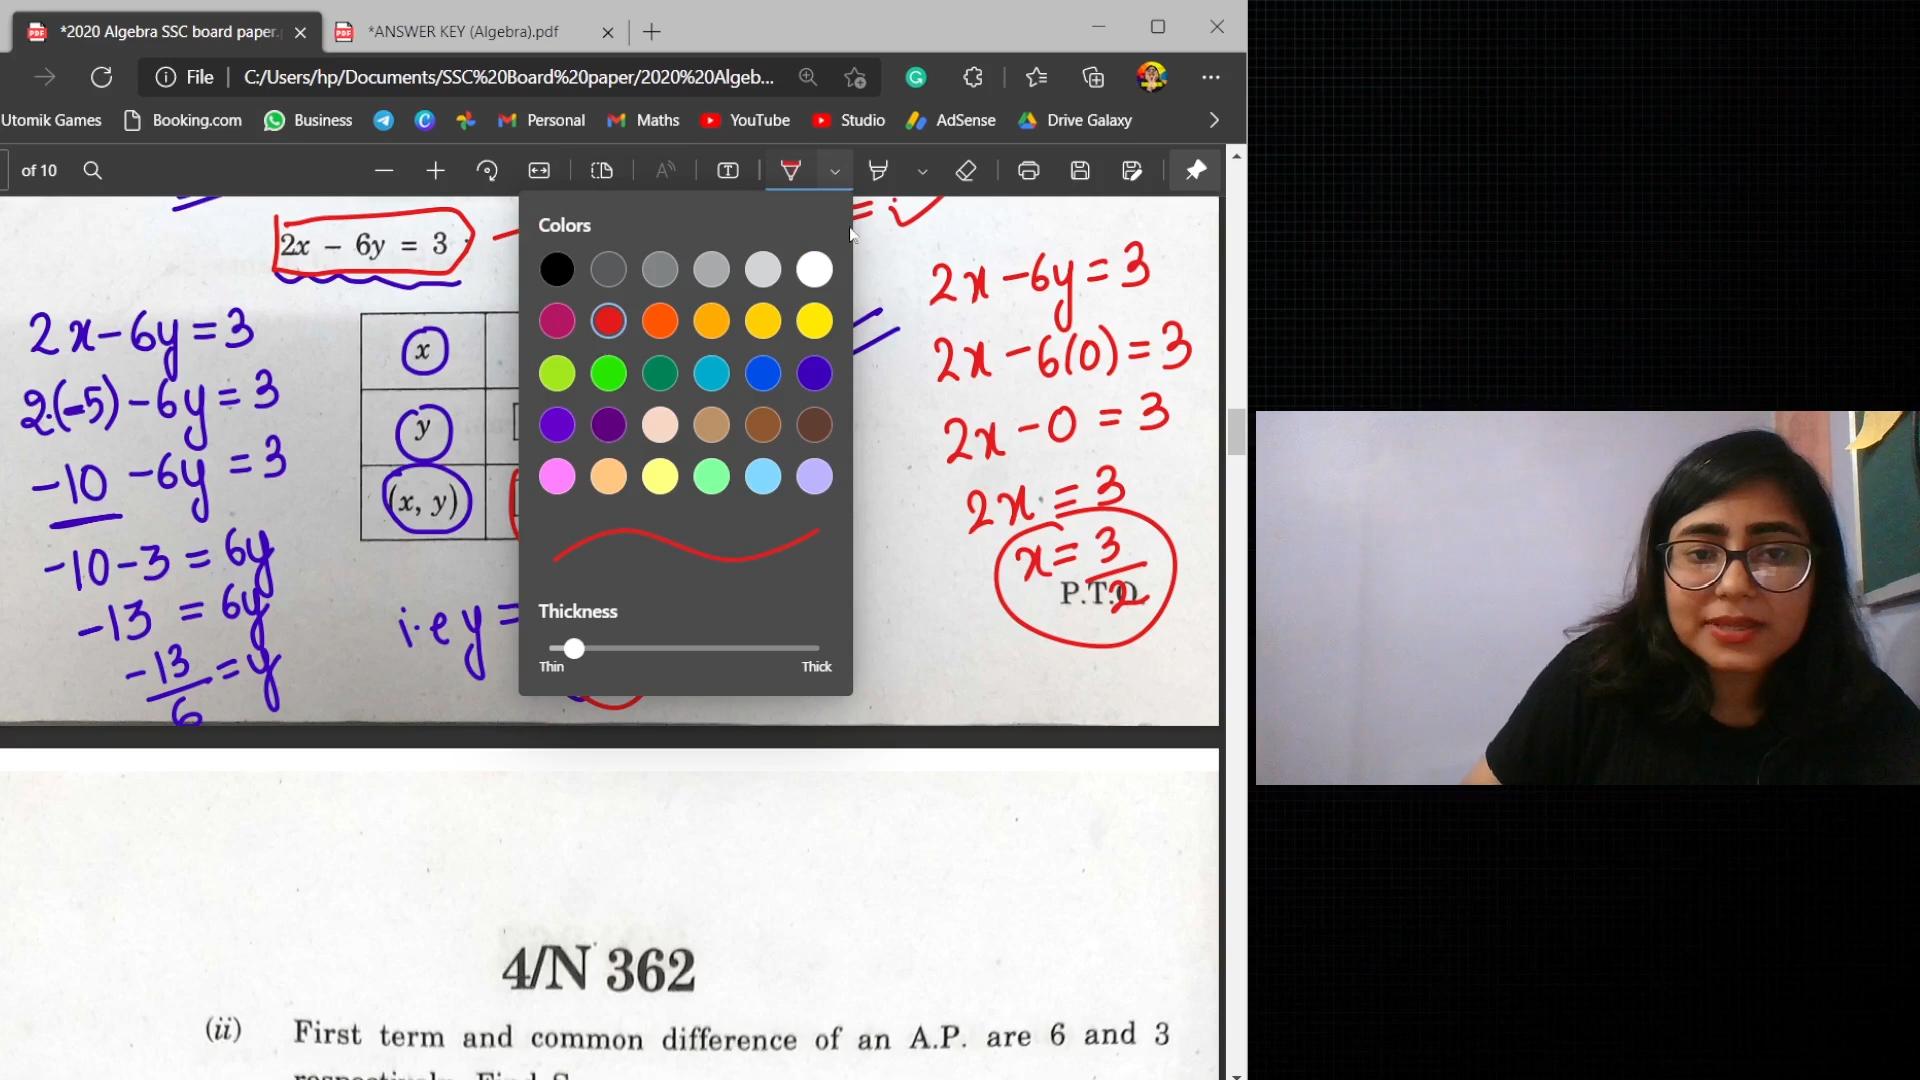 *2020 Algebra SSC board paper.
*ANSWER KEY (Algebra).pdf
File
C:/Users/hp/Documents/SSC%20Board%20paper/2020%20Algeb...
Utomik Games
Booking.com
Business
Personal
Maths
YouTube
Studio
AdSense
Drive Galaxy
of 10
2x − 6y = 3
2x-6y=3
2(-5)-6y=3
-10-6y=3
-10-3=6y
-13=6y
-13/6=y
x
y
(x, y)
i.e y=
Colors
Thickness
Thin
Thick
2x-6y=3
2x-6(0)=3
2x-0=3
2x=3
x=3/2
P.T.O.
4/N 362
(ii) First term and common difference of an A.P. are 6 and 3